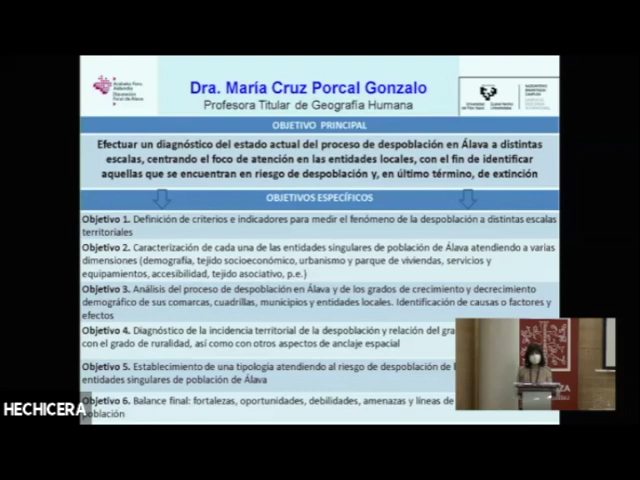 Arabako Foru
Aldundia
Diputación
Foral de Álava
Dra. María Cruz Porcal Gonzalo
Profesora Titular de Geografía Humana
OBJETIVO PRINCIPAL
Efectuar un diagnóstico del estado actual del proceso de despoblación en Álava a distintas
escalas, centrando el foco de atención en las entidades locales, con el fin de identificar
aquellas que se encuentran en riesgo de despoblación y, en último término, de extinción
OBJETIVOS ESPECÍFICOS
Objetivo 1. Definición de criterios e indicadores para medir el fenómeno de la despoblación a distintas escalas
territoriales
Objetivo 2. Caracterización de cada una de las entidades singulares de población de Álava atendiendo a varias
dimensiones (demografía, tejido socioeconómico, urbanismo y parque de viviendas, servicios y
equipamientos, accesibilidad, tejido asociativo, p.e.)
Objetivo 3. Análisis del proceso de despoblación en Álava y de los grados de crecimiento y decrecimiento
demográfico de sus comarcas, cuadrillas, municipios y entidades locales. Identificación de causas o factores y
efectos
Objetivo 4. Diagnóstico de la incidencia territorial de la despoblación y relación del gra
con el grado de ruralidad, así como con otros aspectos de anclaje espacial
Objetivo 5. Establecimiento de una tipología atendiendo al riesgo de despoblación de l
entidades singulares de población de Álava
Objetivo 6. Balance final: fortalezas, oportunidades, debilidades, amenazas y líneas de
población
HECHICERA